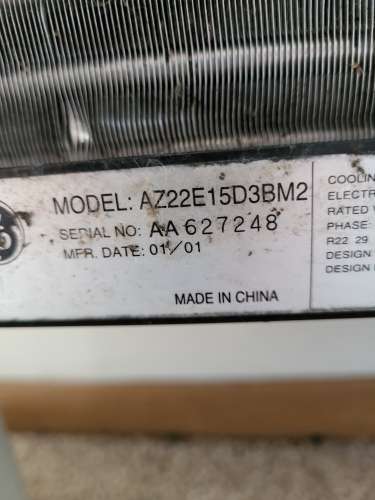 MODEL: AZ22E15D3BM2
SERIAL NO: AA627248
MFR. DATE: 01/01
MADE IN CHINA
COOLIN
ELECTR
RATED
PHASE:
R22 29
DESIGN
DESIGN